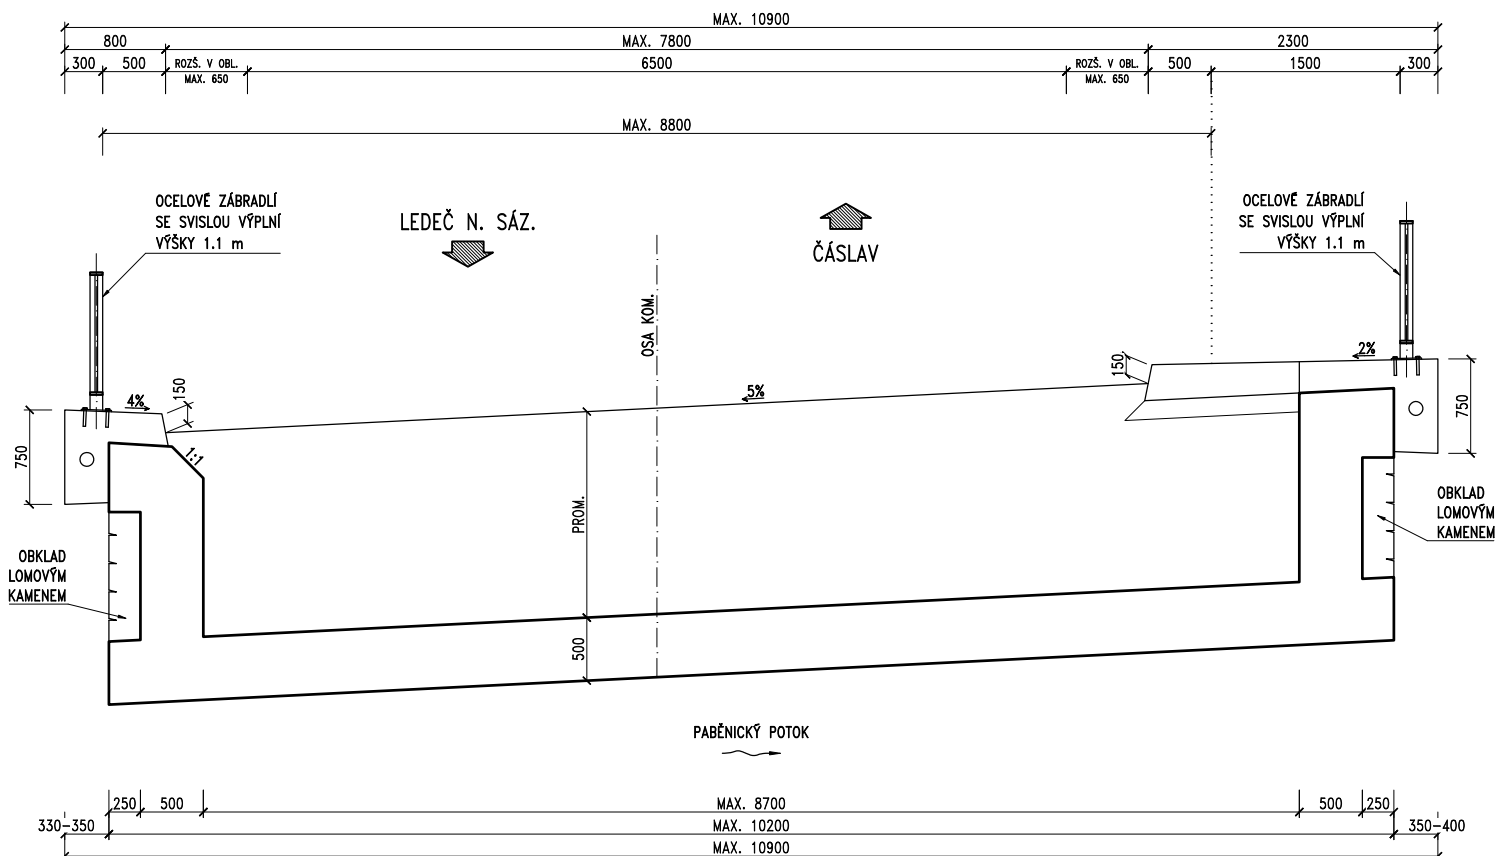 MAX. 10900
800
MAX. 7800
2300
300
500
ROZŠ. V OBL.
MAX. 650
6500
ROZŠ. V OBL.
MAX. 650
500
1500
300
MAX. 8800
OCELOVÉ ZÁBRADLÍ
SE SVISLOU VÝPLNÍ
VÝŠKY 1.1 m
LEDEČ N. SÁZ.
ČÁSLAV
OCELOVÉ ZÁBRADLÍ
SE SVISLOU VÝPLNÍ
VÝŠKY 1.1 m
OSA KOM.
4%
150
5%
150
2%
750
750
1:1
PROM.
500
OBKLAD
LOMOVÝM
KAMENEM
OBKLAD
LOMOVÝM
KAMENEM
PABĚNICKÝ POTOK
250
500
MAX. 8700
500
250
330-350
MAX. 10200
350-400
MAX. 10900